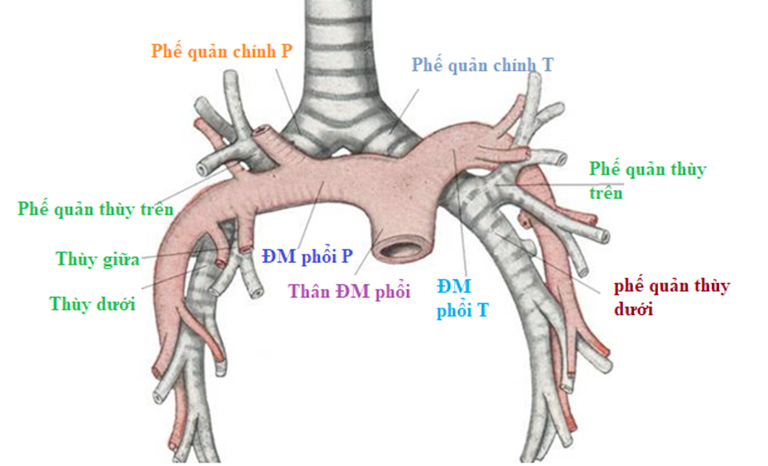 Phế quản chính P
Phế quản chính T
Phế quản thùy
trên
Phế quản thùy trên
Thùy giữa
ĐM phổi P
Thân ĐM phổi
ĐM
phổi T
phế quản thùy
dưới
Thùy dưới